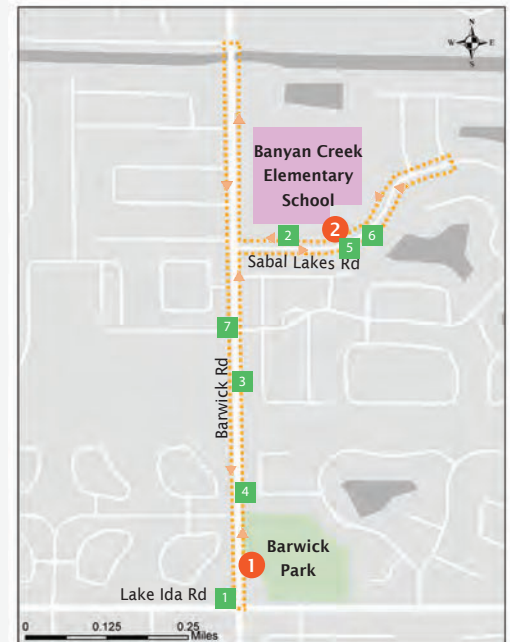 N
W E
S
Banyan Creek
Elementary
School
2
2
6
5
Sabal Lakes Rd
7
Barwick Rd
3
4
1
Barwick
Park
Lake Ida Rd
1
0 0.125 0.25
Miles